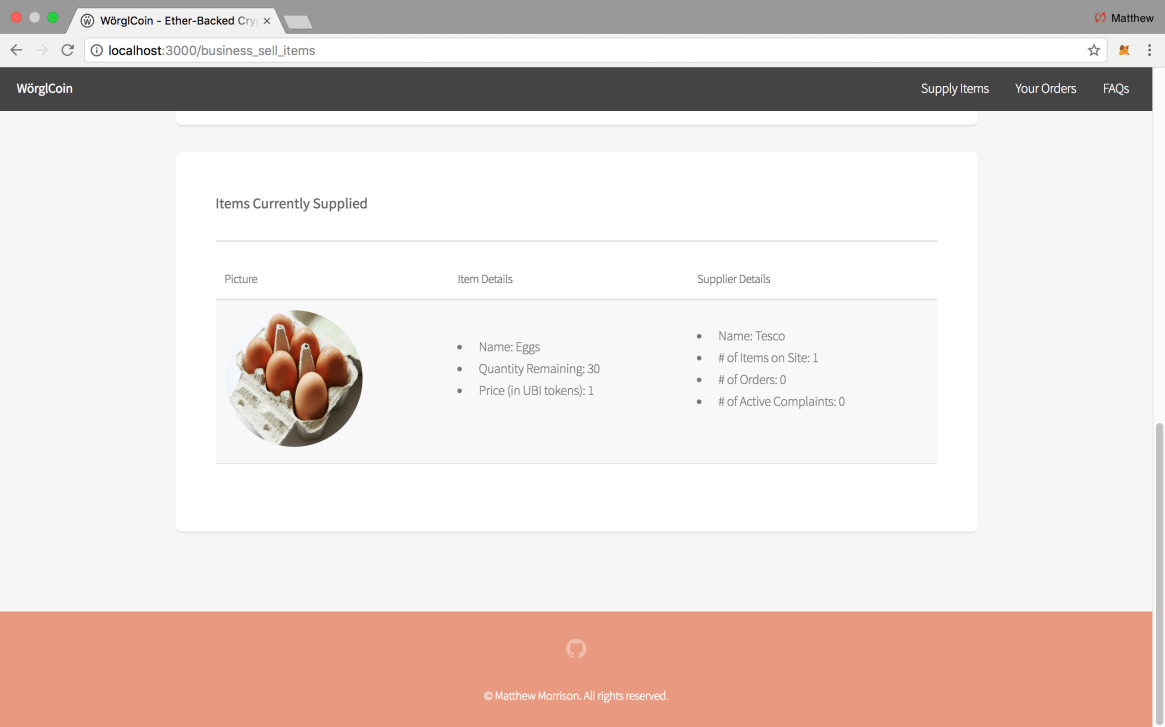 WörglCoin - Ether-Backed Cry
Matthew
localhost:3000/business_sell_items
WörglCoin
Supply Items
Your Orders
FAQs
Items Currently Supplied
Picture
Item Details
Supplier Details
Name: Eggs
Quantity Remaining: 30
Price (in UBI tokens): 1
Name: Tesco
# of Items on Site: 1
# of Orders: 0
# of Active Complaints: 0
© Matthew Morrison. All rights reserved.